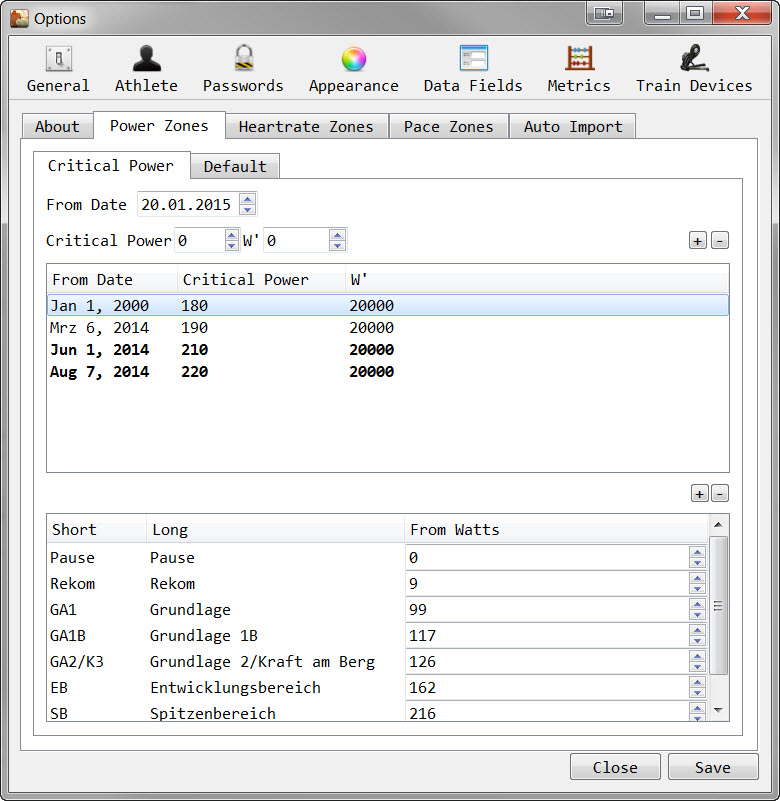 Options
General Athlete Passwords Appearance Data Fields Metrics Train Devices
About Power Zones Heartrate Zones Pace Zones Auto Import
Critical Power Default
From Date 20.01.2015
Critical Power 0 W' 0 + -
From Date Critical Power W'
Jan 1, 2000 180 20000
Mrz 6, 2014 190 20000
Jun 1, 2014 210 20000
Aug 7, 2014 220 20000
+ -
Short Long From Watts
Pause Pause 0
Rekom Rekom 9
GA1 Grundlage 99
GA1B Grundlage 1B 117
GA2/K3 Grundlage 2/Kraft am Berg 126
EB Entwicklungsbereich 162
SB Spitzenbereich 216
Close Save